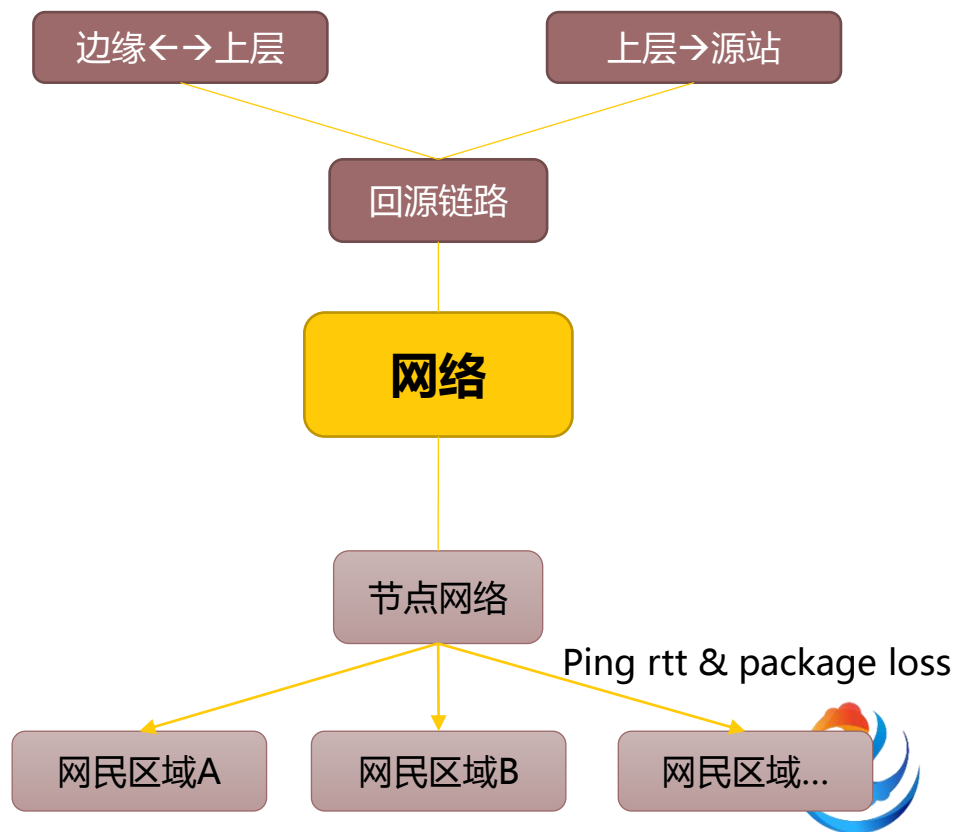 边缘←→上层
上层→源站
回源链路
网络
节点网络
Ping rtt & package loss
网民区域A
网民区域B
网民区域…